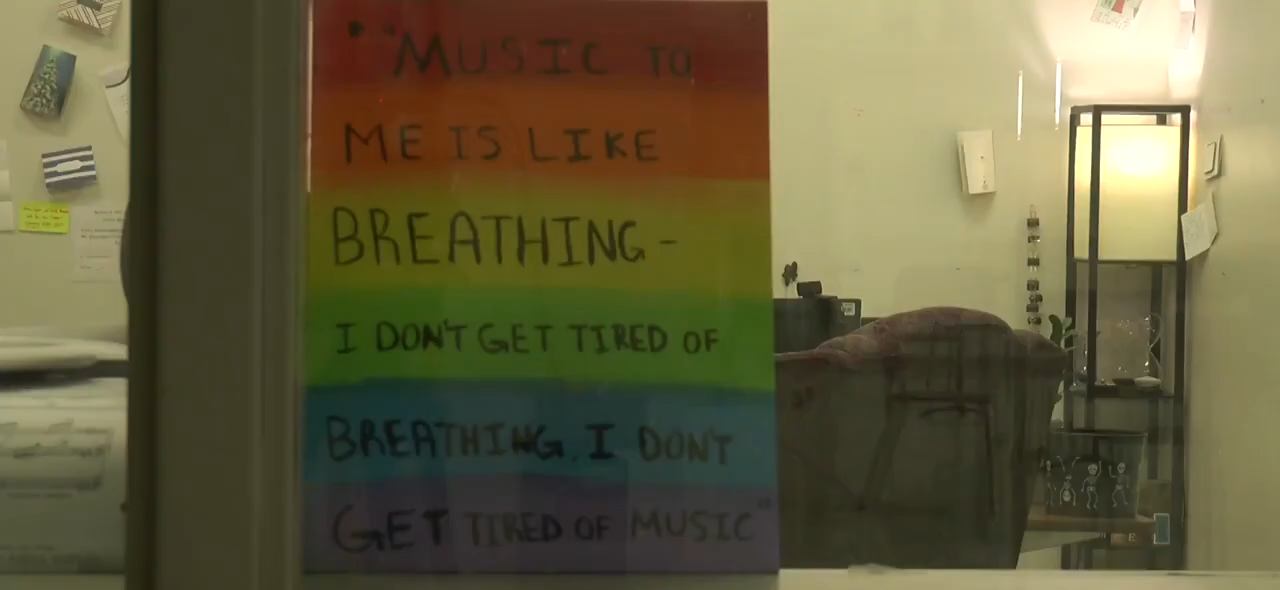 "MUSIC TO
ME IS LIKE
BREATHING-
I DON'T GET TIRED OF
BREATHING. I DON'T
GET TIRED OF MUSIC"